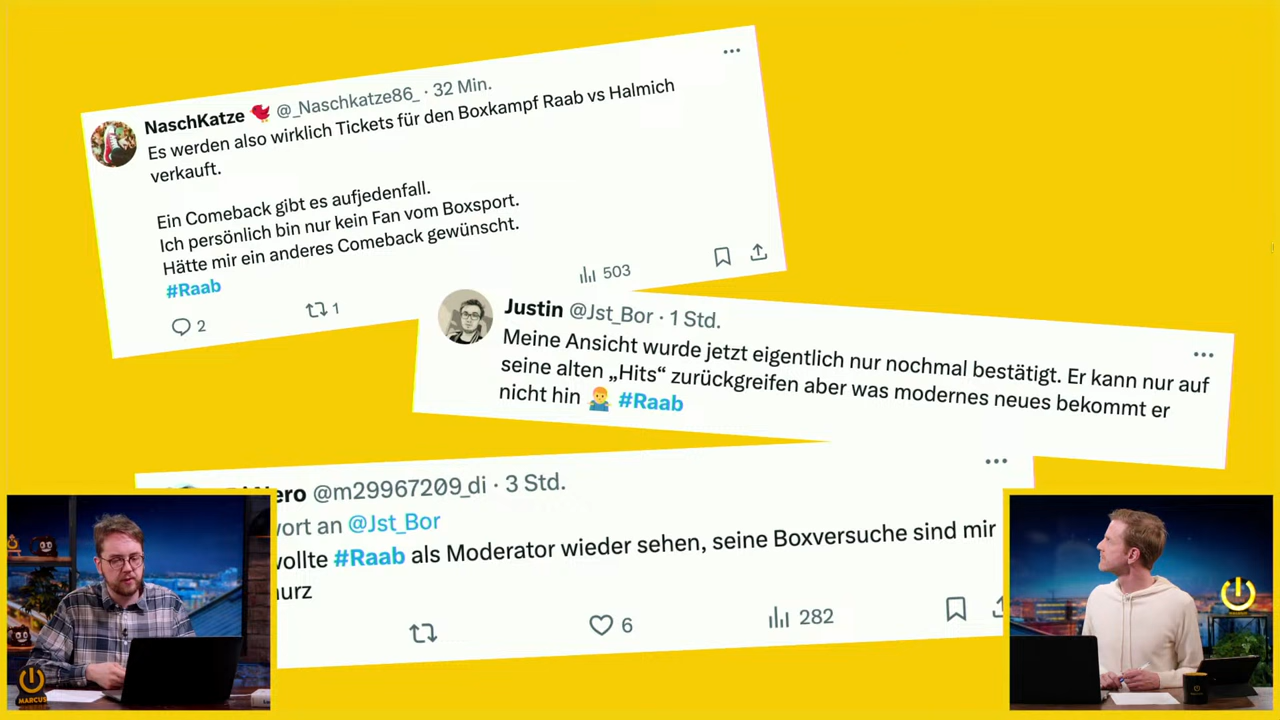 NaschKatze @_Naschkatze86_ · 32 Min.
Es werden also wirklich Tickets für den Boxkampf Raab vs Halmich
verkauft.
Ein Comeback gibt es aufjedenfall.
Ich persönlich bin nur kein Fan vom Boxsport.
Hätte mir ein anderes Comeback gewünscht.
#Raab
2 1 503
Justin @Jst_Bor · 1 Std.
Meine Ansicht wurde jetzt eigentlich nur nochmal bestätigt. Er kann nur auf
seine alten „Hits“ zurückgreifen aber was modernes neues bekommt er
nicht hin #Raab
@m29967209_di · 3 Std.
an @Jst_Bor
#Raab als Moderator wieder sehen, seine Boxversuche sind mir
6 282
MARCUS